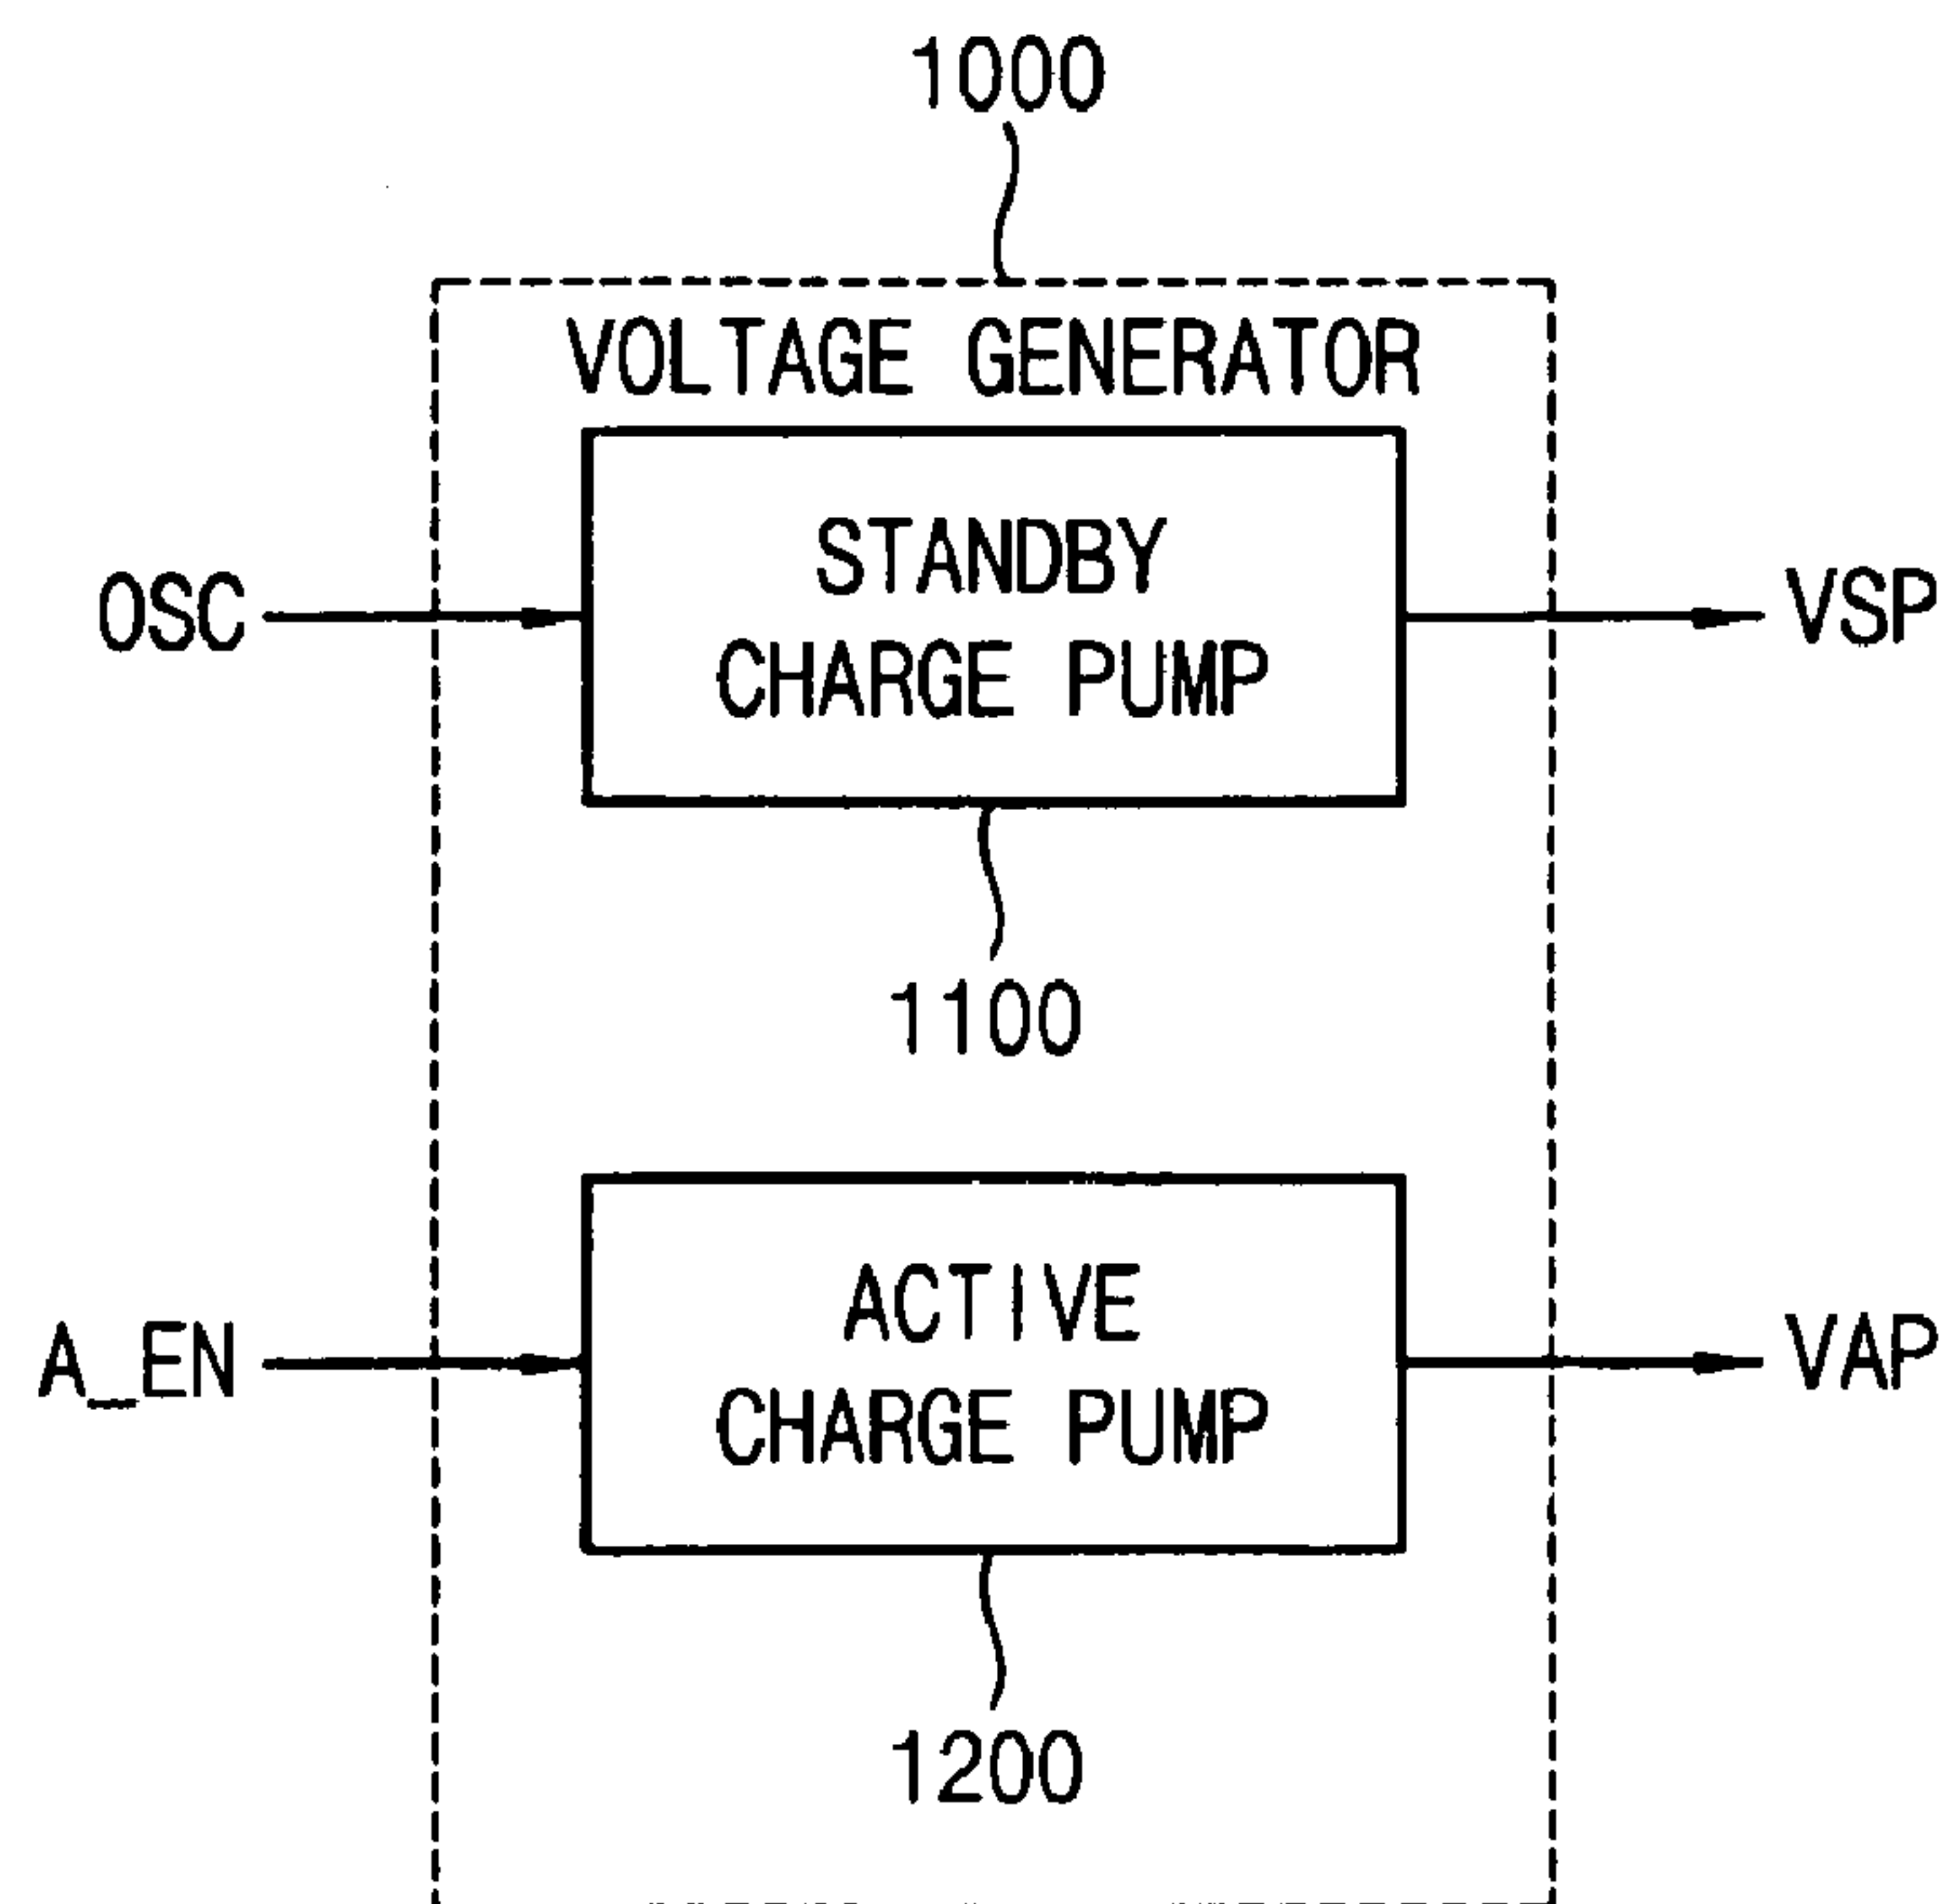 1000
VOLTAGE GENERATOR
STANDBY
CHARGE PUMP
OSC
VSP
1100
ACTIVE
CHARGE PUMP
A_EN
VAP
1200